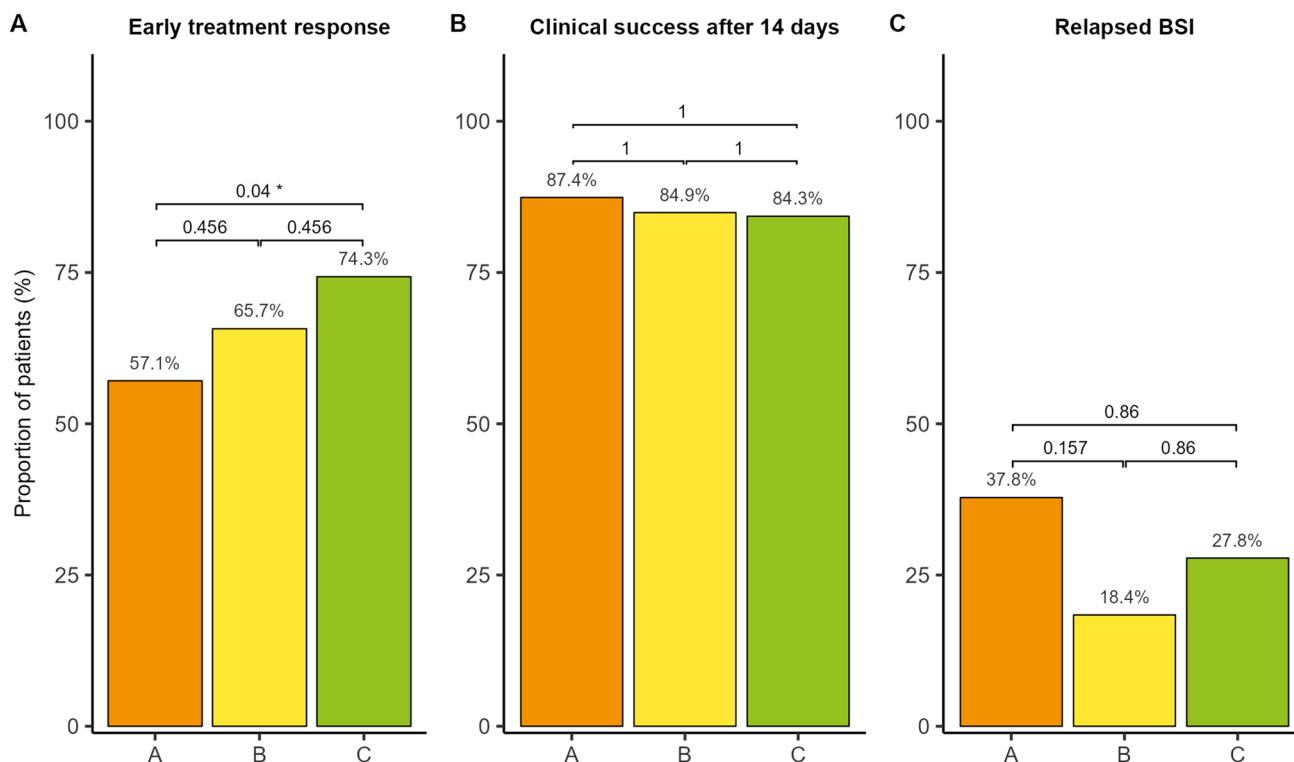 A
Early treatment response
Proportion of patients (%)
100
75
50
25
0
0.04 *
0.456
0.456
57.1%
65.7%
74.3%
A
B
C
B
Clinical success after 14 days
100
75
50
25
0
1
1
1
87.4%
84.9%
84.3%
A
B
C
C
Relapsed BSI
100
75
50
25
0
0.86
0.157
0.86
37.8%
18.4%
27.8%
A
B
C